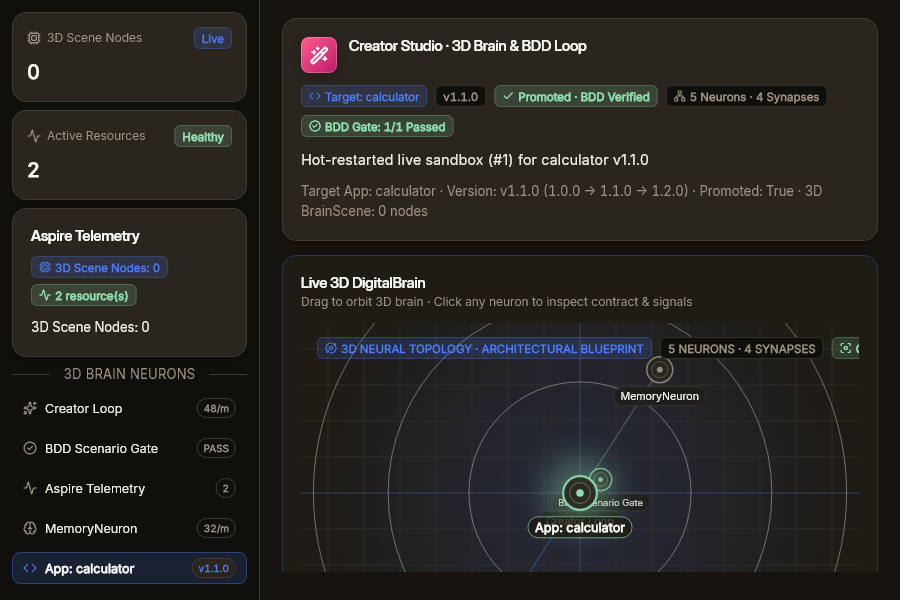 3D Scene Nodes
Live
0
Active Resources
Healthy
2
Aspire Telemetry
3D Scene Nodes: 0
2 resource(s)
3D Scene Nodes: 0
3D BRAIN NEURONS
Creator Loop
48/m
BDD Scenario Gate
PASS
Aspire Telemetry
2
MemoryNeuron
32/m
App: calculator
v1.1.0
Creator Studio · 3D Brain & BDD Loop
Target: calculator
v1.1.0
Promoted · BDD Verified
5 Neurons · 4 Synapses
BDD Gate: 1/1 Passed
Hot-restarted live sandbox (#1) for calculator v1.1.0
Target App: calculator · Version: v1.1.0 (1.0.0 → 1.1.0 → 1.2.0) · Promoted: True · 3D
BrainScene: 0 nodes
Live 3D DigitalBrain
Drag to orbit 3D brain · Click any neuron to inspect contract & signals
3D NEURAL TOPOLOGY · ARCHITECTURAL BLUEPRINT
5 NEURONS · 4 SYNAPSES
MemoryNeuron
Gate
App: calculator